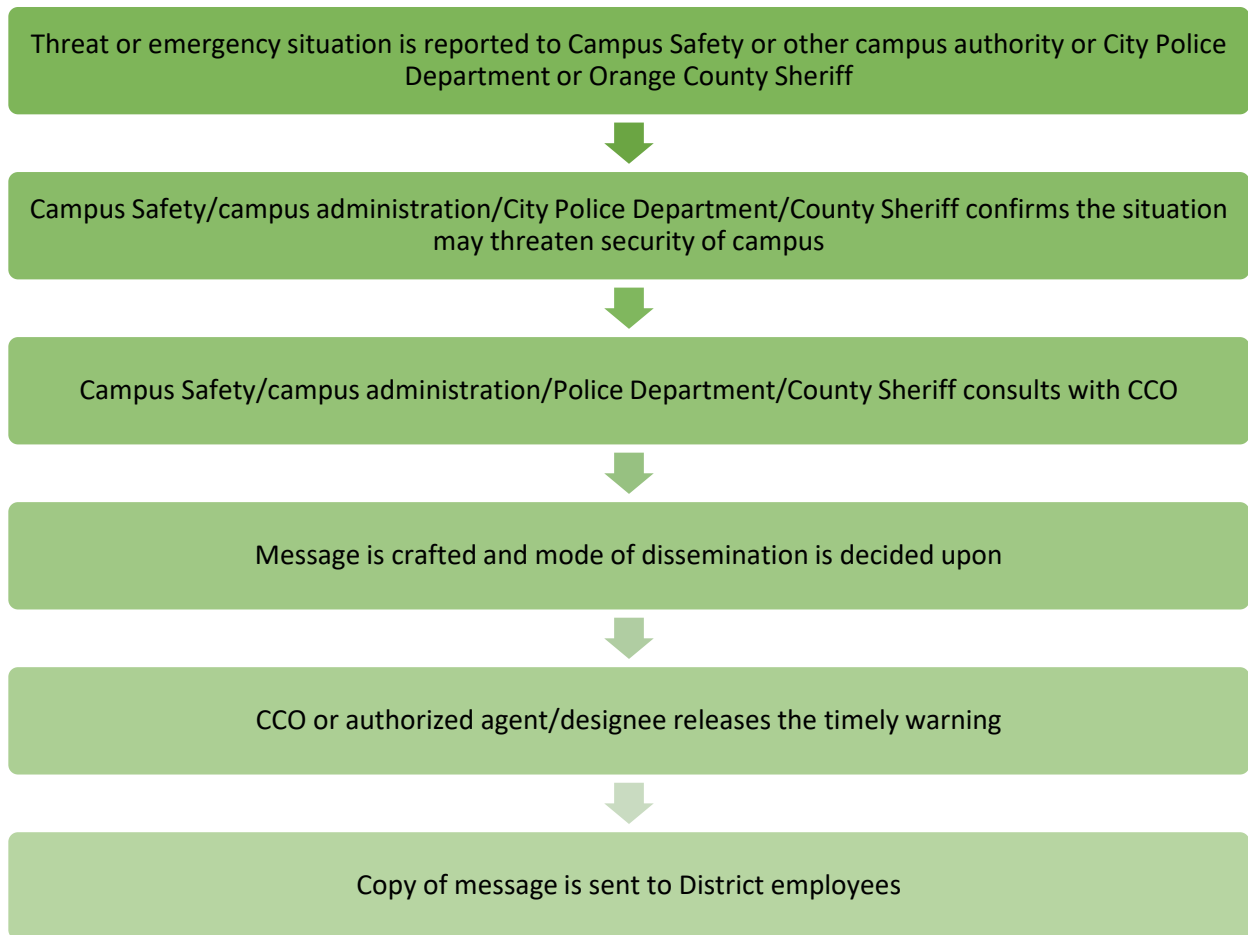 Threat or emergency situation is reported to Campus Safety or other campus authority or City Police
Department or Orange County Sheriff
Campus Safety/campus administration/City Police Department/County Sheriff confirms the situation
may threaten security of campus
Campus Safety/campus administration/Police Department/County Sheriff consults with CCO
Message is crafted and mode of dissemination is decided upon
CCO or authorized agent/designee releases the timely warning
Copy of message is sent to District employees